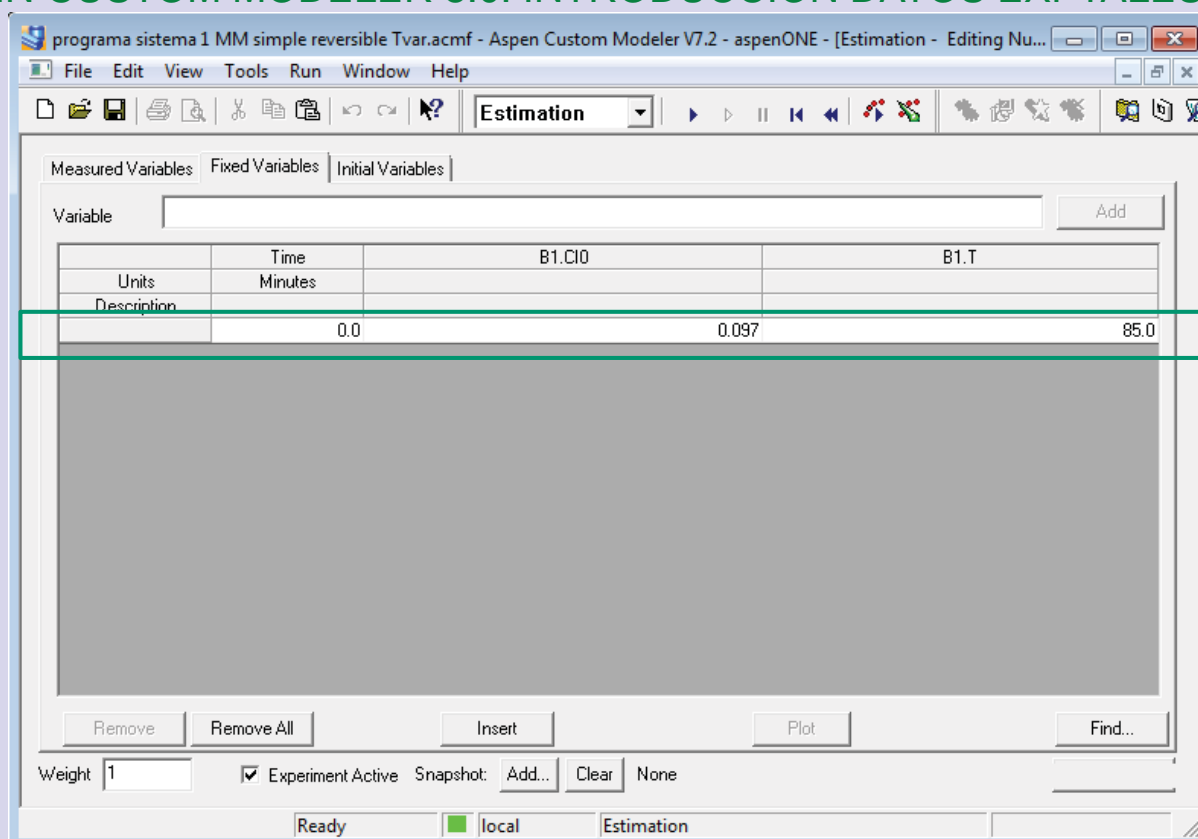 programa sistema 1 MM simple reversible Tvar.acmf - Aspen Custom Modeler V7.2 - aspenONE - [Estimation - Editing Nu...
File Edit View Tools Run Window Help
Estimation
Measured Variables Fixed Variables Initial Variables
Variable Add
Time B1.CI0 B1.T
Units Minutes
Description
0.0 0.097 85.0
Remove Remove All Insert Plot Find...
Weight 1 Experiment Active Snapshot: Add... Clear None
Ready local Estimation